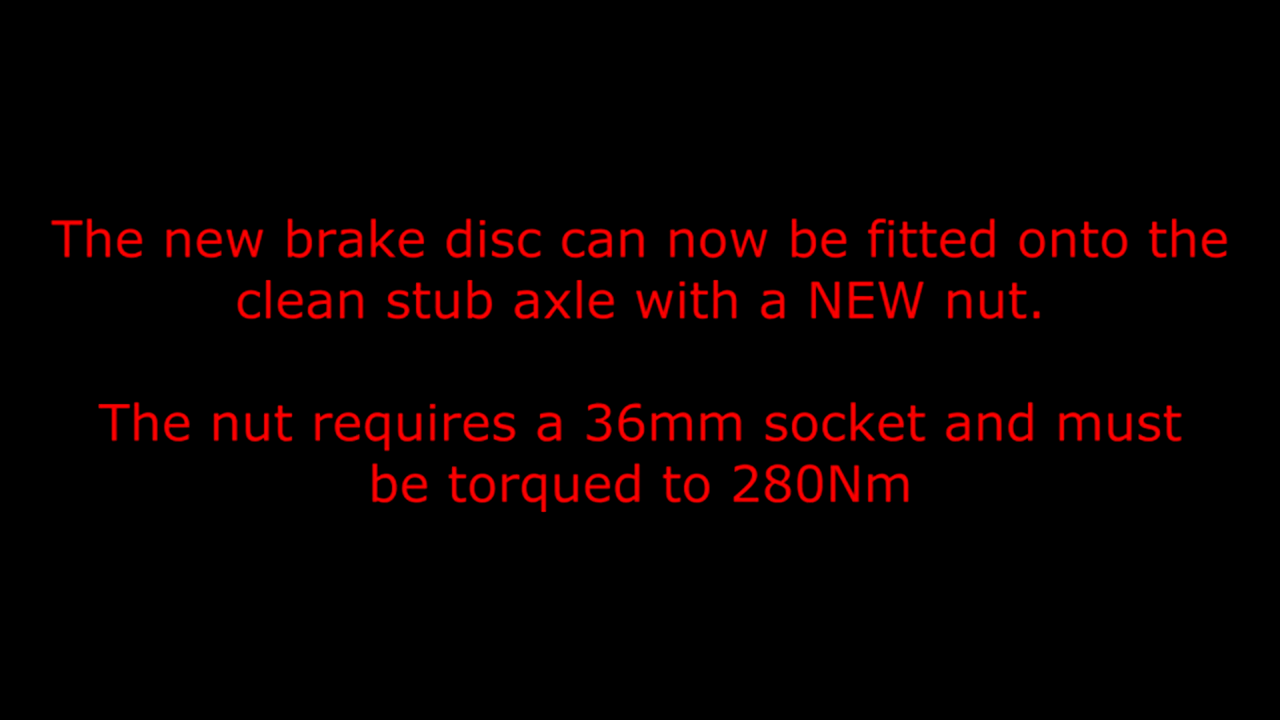 The new brake disc can now be fitted onto the
clean stub axle with a NEW nut.
The nut requires a 36mm socket and must
be torqued to 280Nm